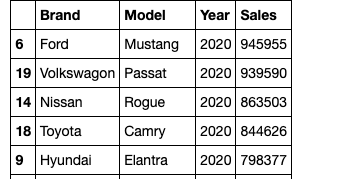 Brand Model Year Sales
6 Ford Mustang 2020 945955
19 Volkswagon Passat 2020 939590
14 Nissan Rogue 2020 863503
18 Toyota Camry 2020 844626
9 Hyundai Elantra 2020 798377